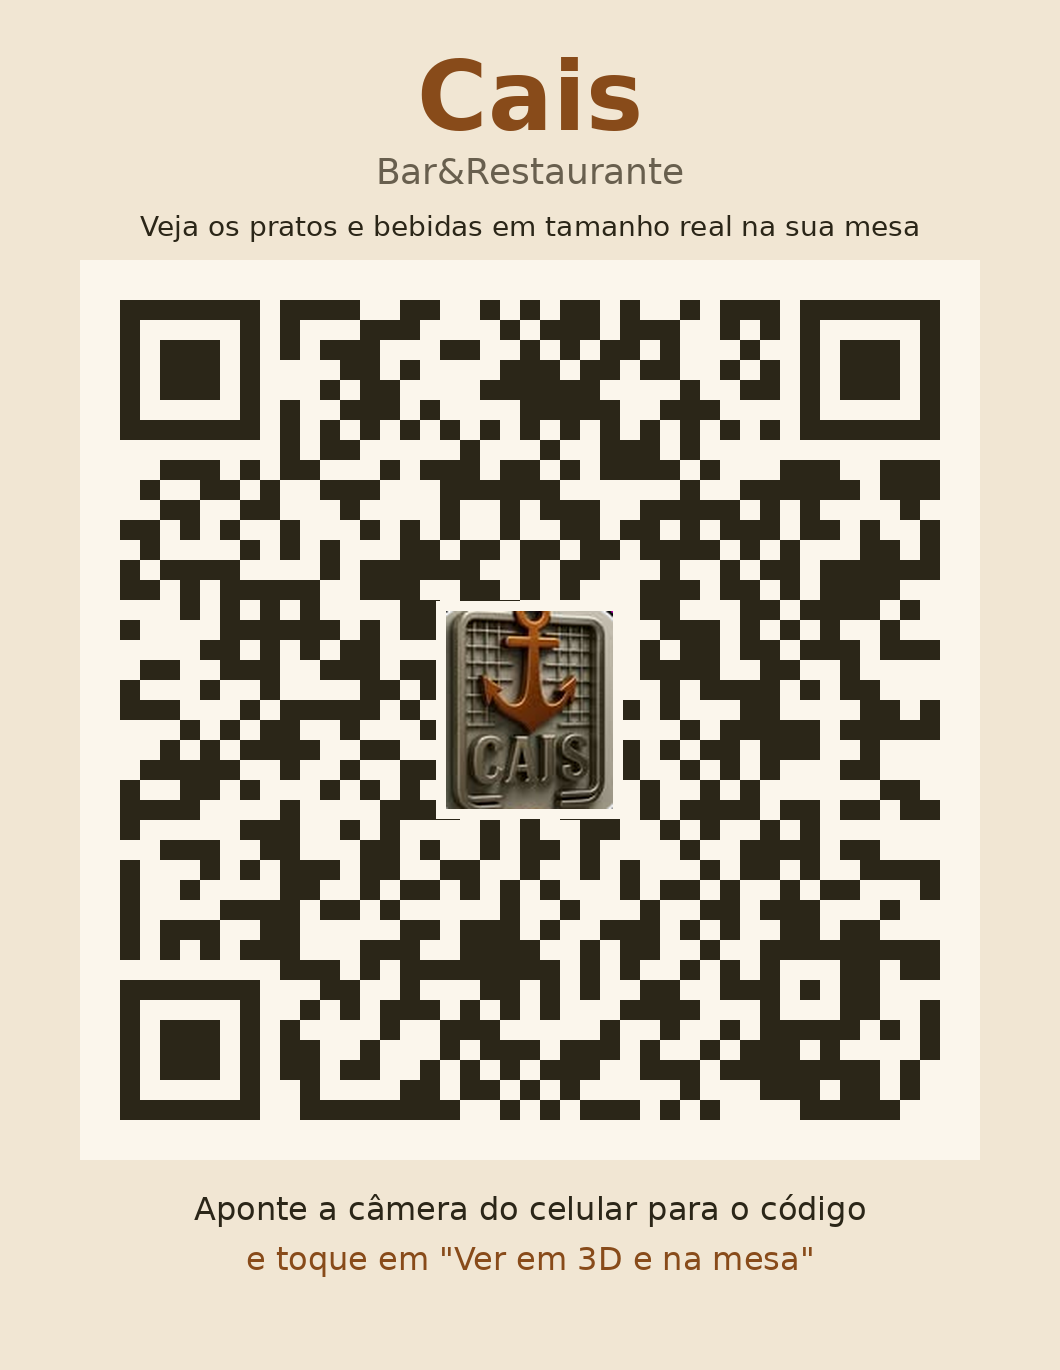 Cais
Bar&Restaurante
Veja os pratos e bebidas em tamanho real na sua mesa
CAIS
Aponte a câmera do celular para o código
e toque em "Ver em 3D e na mesa"